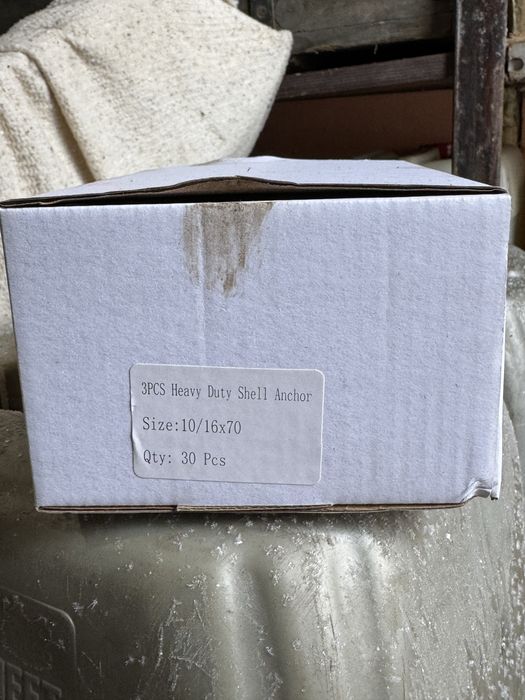 3PCS Heavy Duty Shell Anchor
Size:10/16x70
Qty: 30 Pcs